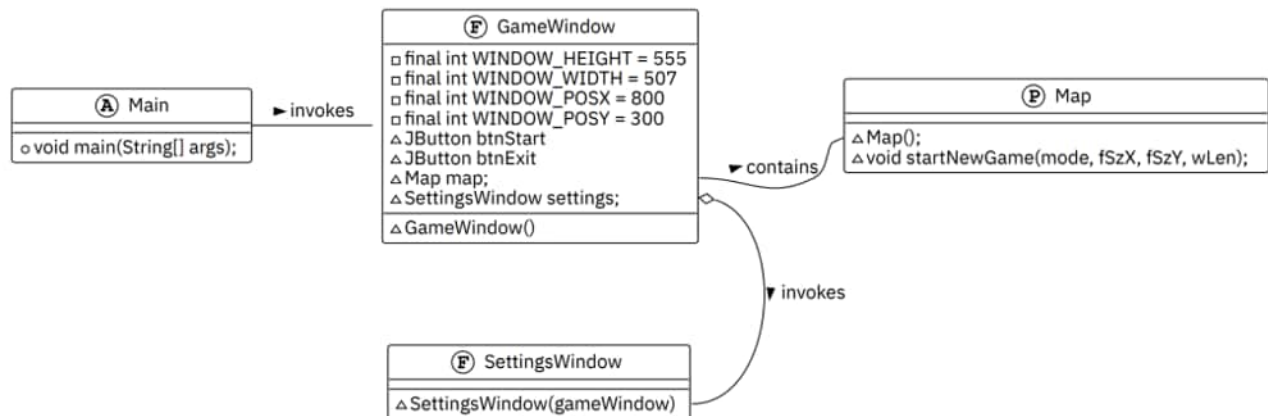 A Main
void main(String[] args);
invokes
F GameWindow
final int WINDOW_HEIGHT = 555
final int WINDOW_WIDTH = 507
final int WINDOW_POSX = 800
final int WINDOW_POSY = 300
JButton btnStart
JButton btnExit
Map map;
SettingsWindow settings;
GameWindow()
contains
P Map
Map();
void startNewGame(mode, fSzX, fSzY, wLen);
invokes
F SettingsWindow
SettingsWindow(gameWindow)